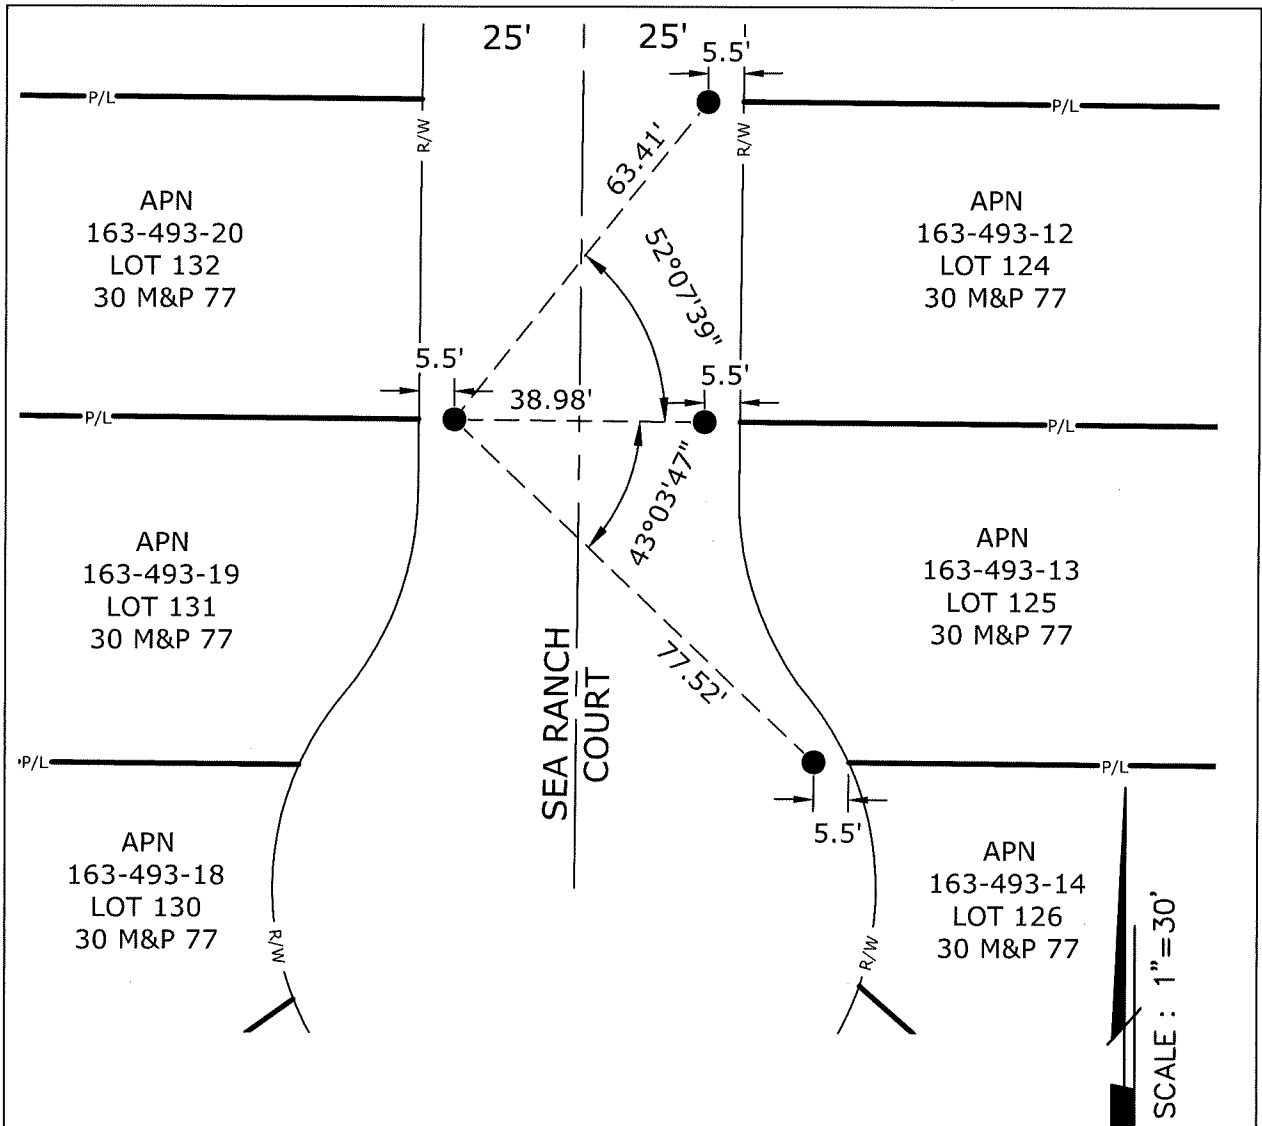 25'
25'
5.5'
P/L
P/L
R/W
R/W
63.41'
APN
163-493-20
LOT 132
30 M&P 77
APN
163-493-12
LOT 124
30 M&P 77
52°07'39"
5.5'
5.5'
38.98'
P/L
P/L
43°03'47"
APN
163-493-19
LOT 131
30 M&P 77
APN
163-493-13
LOT 125
30 M&P 77
SEA RANCH
COURT
77.52'
P/L
P/L
5.5'
APN
163-493-18
LOT 130
30 M&P 77
APN
163-493-14
LOT 126
30 M&P 77
R/W
R/W
SCALE : 1"=30'